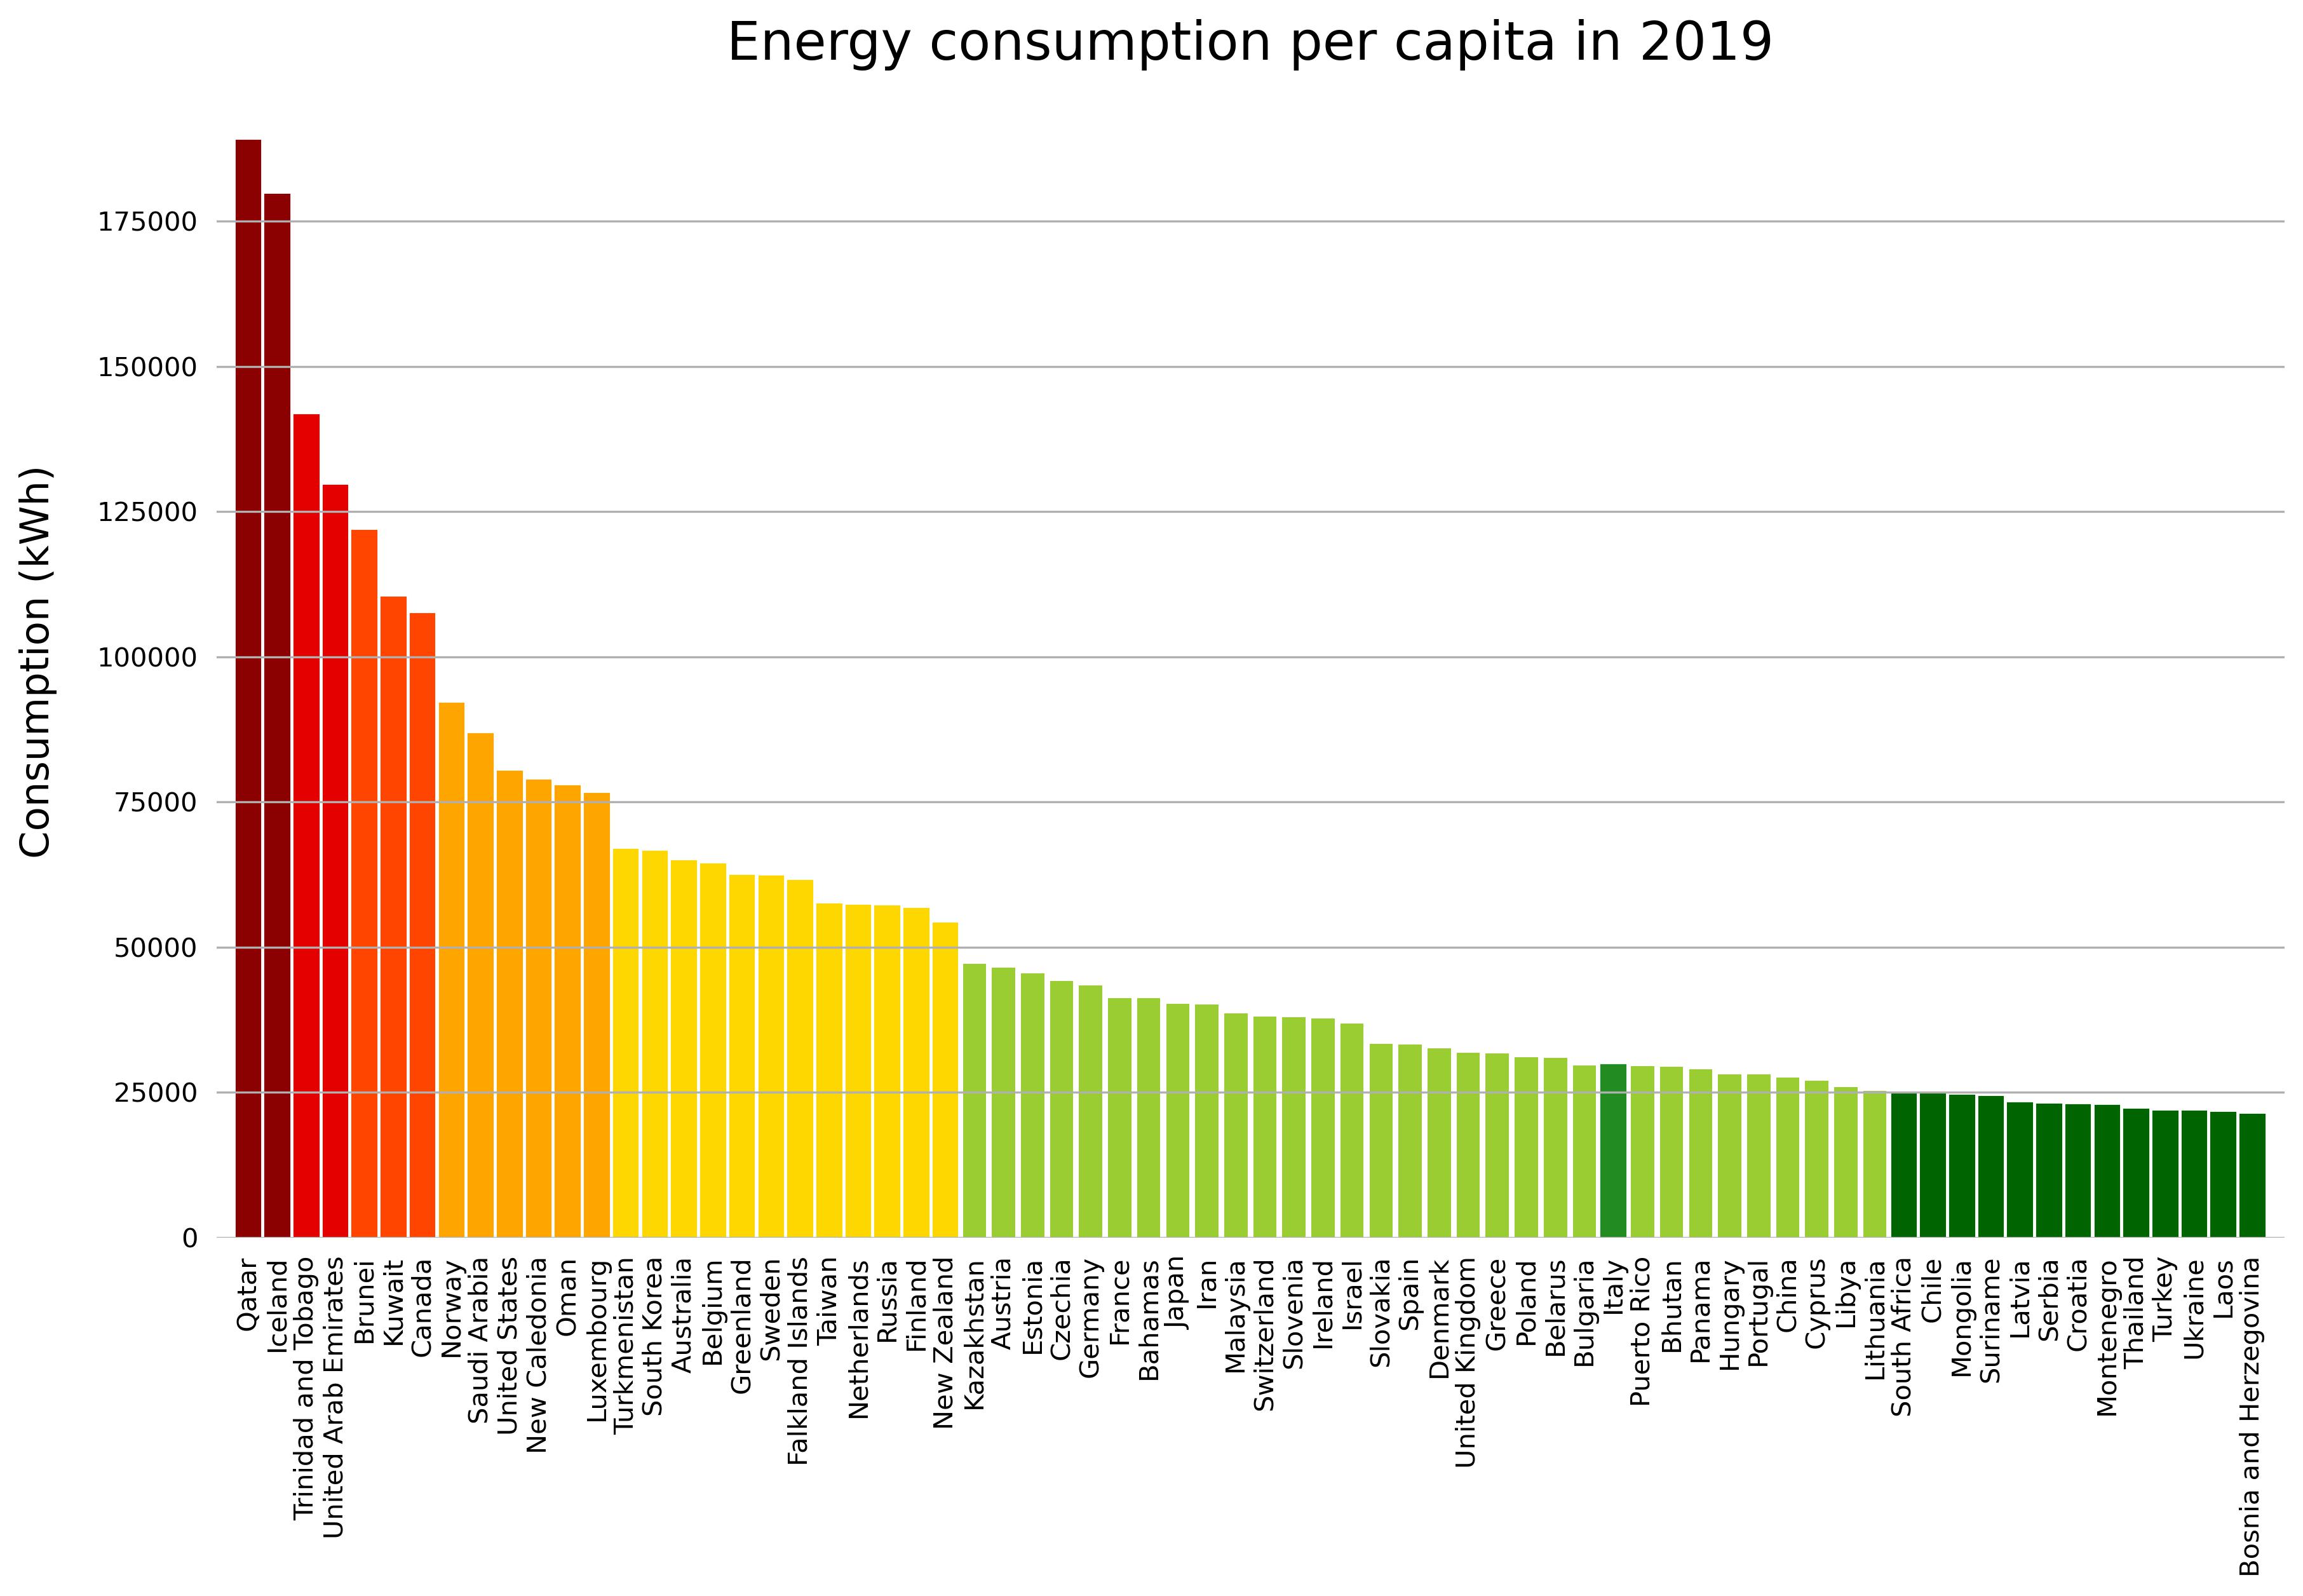 Energy consumption per capita in 2019
Consumption (kWh)
175000
150000
125000
100000
75000
50000
25000
0
Qatar
Iceland
Trinidad and Tobago
United Arab Emirates
Brunei
Kuwait
Canada
Norway
Saudi Arabia
United States
New Caledonia
Oman
Luxembourg
Turkmenistan
South Korea
Australia
Belgium
Greenland
Sweden
Falkland Islands
Taiwan
Netherlands
Russia
Finland
New Zealand
Kazakhstan
Austria
Estonia
Czechia
Germany
France
Bahamas
Japan
Iran
Malaysia
Switzerland
Slovenia
Ireland
Israel
Slovakia
Spain
Denmark
United Kingdom
Greece
Poland
Belarus
Bulgaria
Italy
Puerto Rico
Bhutan
Panama
Hungary
Portugal
China
Cyprus
Libya
Lithuania
South Africa
Chile
Mongolia
Suriname
Latvia
Serbia
Croatia
Montenegro
Thailand
Turkey
Ukraine
Laos
Bosnia and Herzegovina